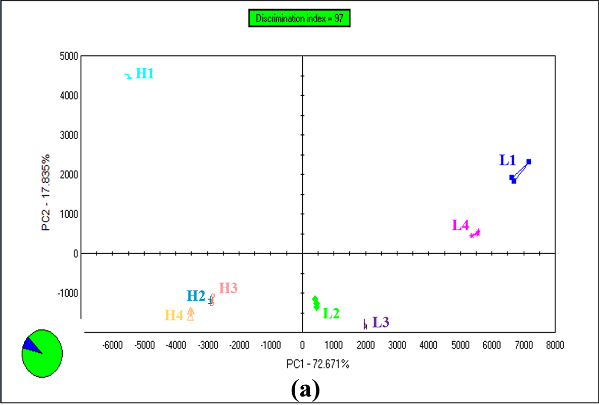 Discrimination index = 97
5000
H1
4000
3000
L1
2000
1000
L4
0
H2
H3
-1000
H4
L2
L3
-6000 -5000 -4000 -3000 -2000 -1000 0 1000 2000 3000 4000 5000 6000 7000 8000
PC1 - 72.671%
PC2 - 17.835%
(a)